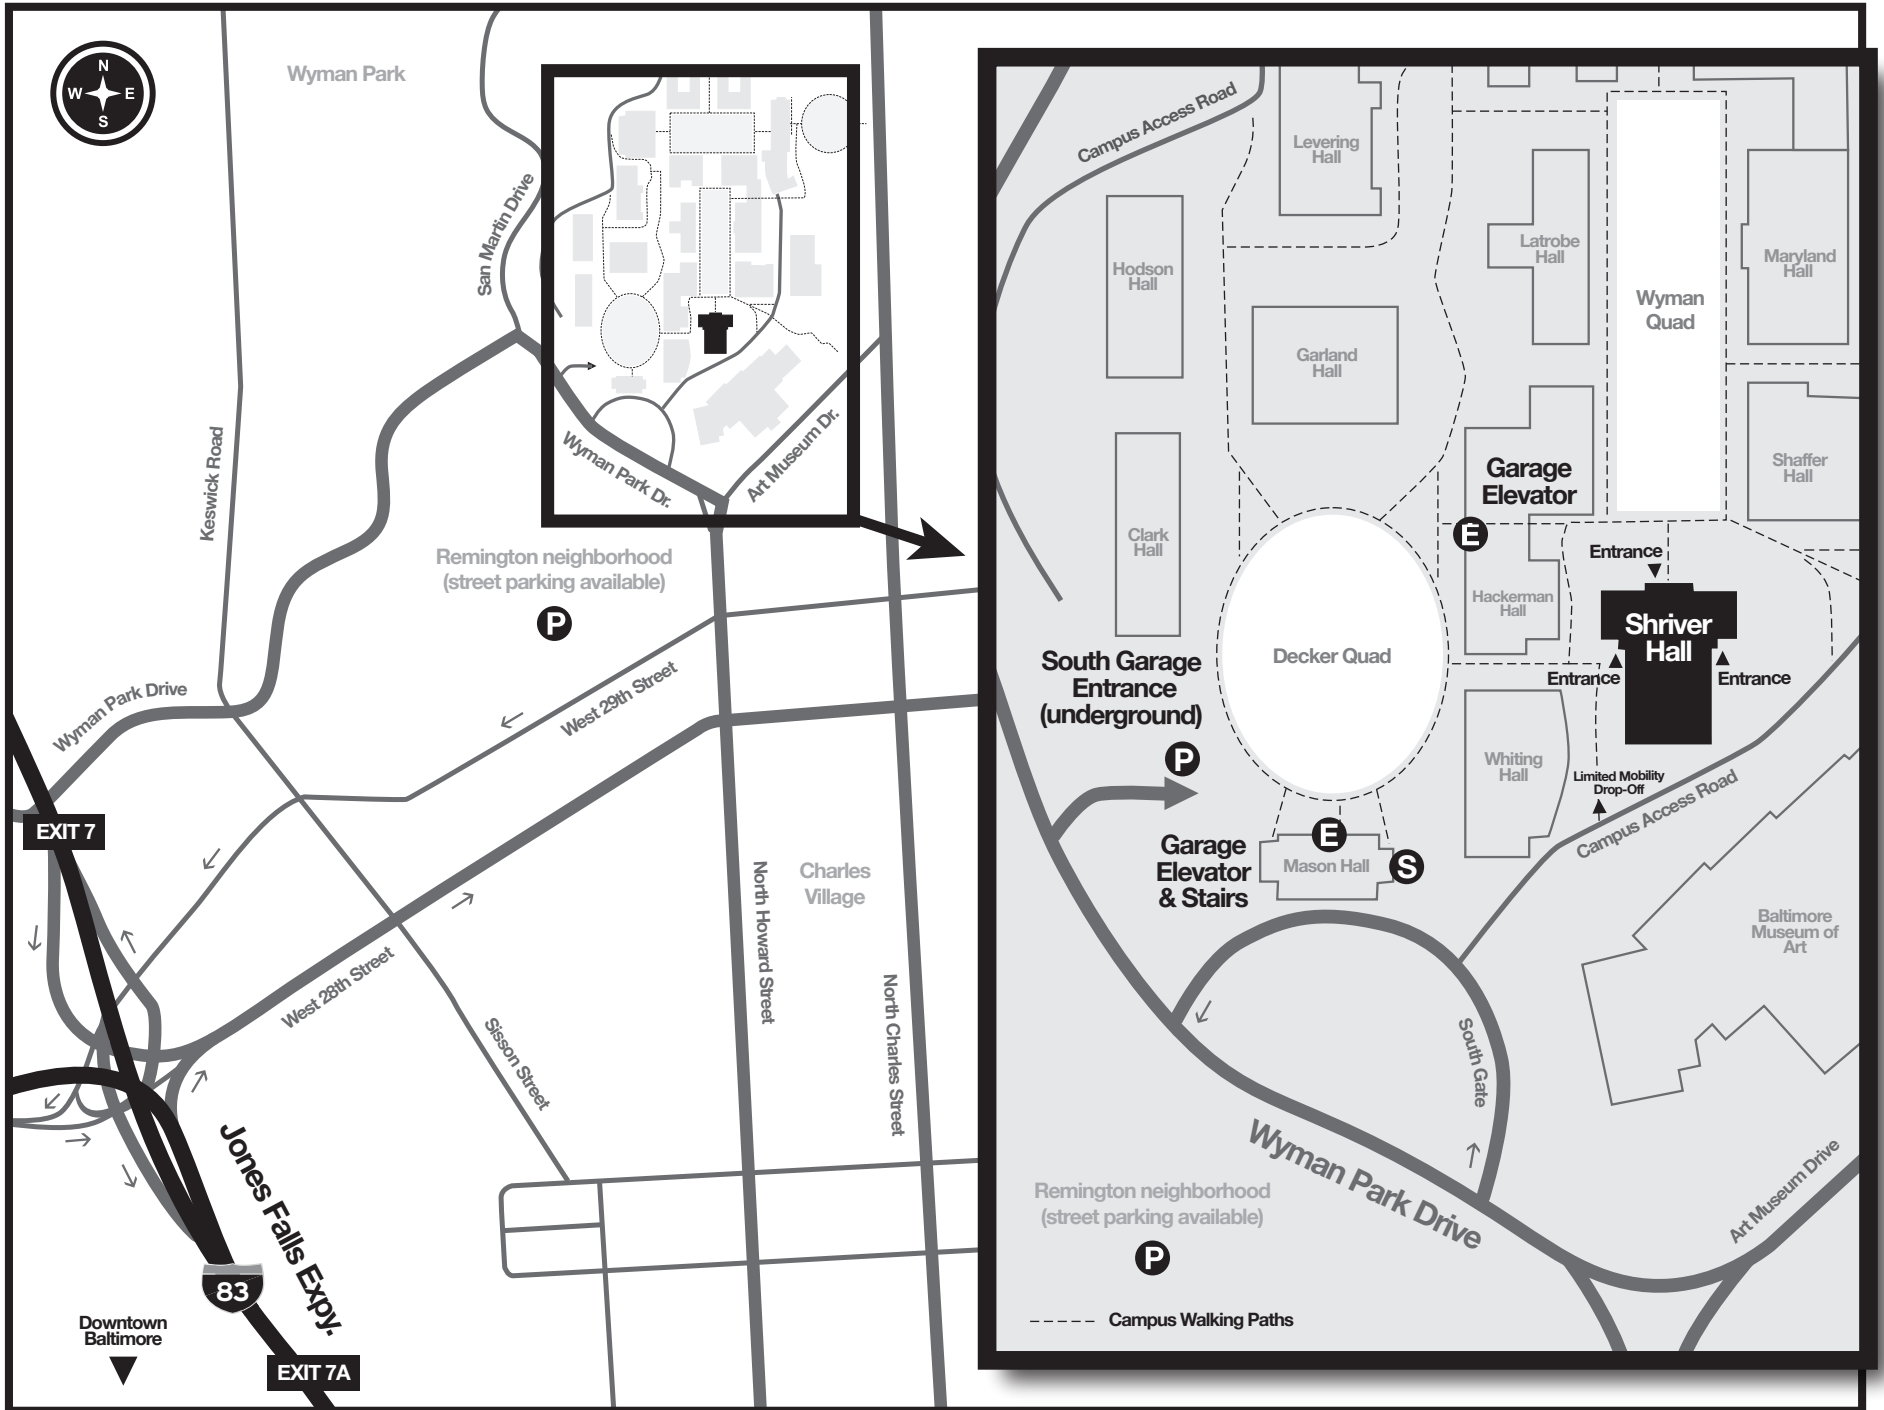 N
W E
S
Wyman Park
San Martin Drive
Keswick Road
Wyman Park Dr.
Art Museum Dr.
Remington neighborhood
(street parking available)
P
Wyman Park Drive
West 29th Street
EXIT 7
West 28th Street
Sisson Street
North Howard Street
Charles
Village
North Charles Street
Jones Falls Expy.
83
Downtown
Baltimore
EXIT 7A
Campus Access Road
Levering
Hall
Hodson
Hall
Latrobe
Hall
Maryland
Hall
Wyman
Quad
Garland
Hall
Garage
Elevator
E
Shaffer
Hall
Clark
Hall
Entrance
Hackerman
Hall
Shriver
Hall
Entrance
Entrance
Decker Quad
South Garage
Entrance
(underground)
P
Whiting
Hall
Limited Mobility
Drop-Off
Campus Access Road
Garage
Elevator
& Stairs
E
Mason Hall
S
Baltimore
Museum of
Art
South Gate
Wyman Park Drive
Art Museum Drive
Remington neighborhood
(street parking available)
P
Campus Walking Paths